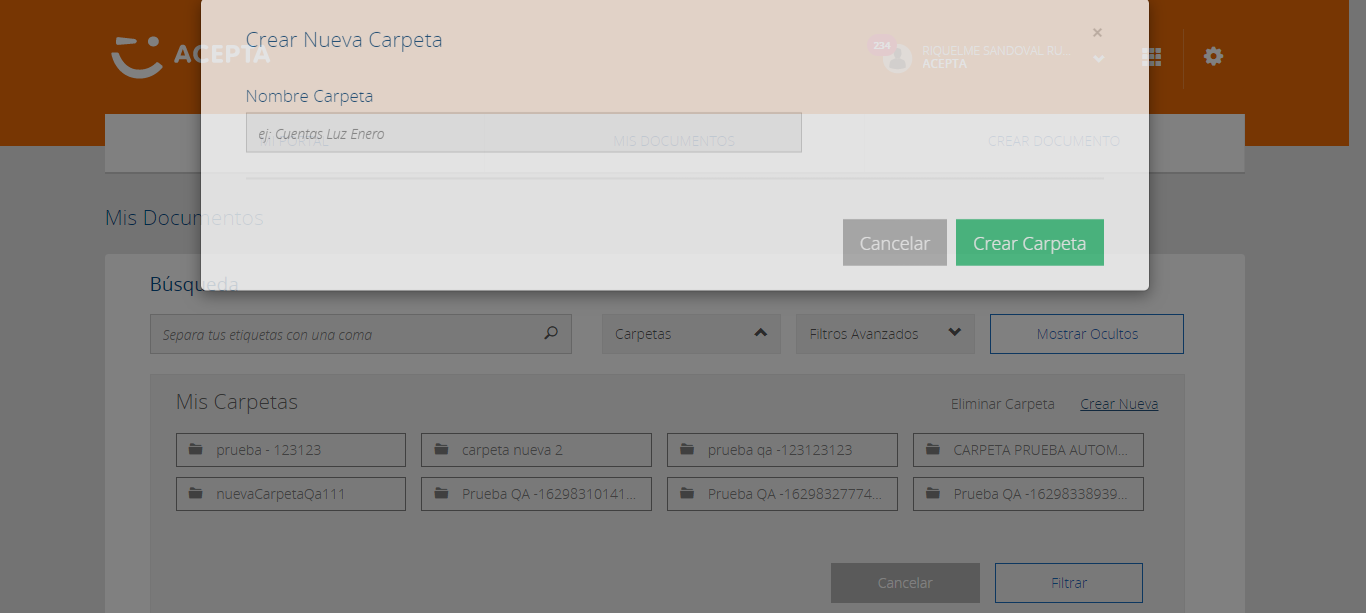 Crear Nueva Carpeta
×
ACEPTA
234
RIQUELME SANDOVAL RU...
ACEPTA
Nombre Carpeta
ej: Cuentas Luz Enero
MI PORTAL
MIS DOCUMENTOS
CREAR DOCUMENTO
Mis Documentos
Cancelar
Crear Carpeta
Búsqueda
Separa tus etiquetas con una coma
Carpetas
Filtros Avanzados
Mostrar Ocultos
Mis Carpetas
Eliminar Carpeta
Crear Nueva
prueba - 123123
carpeta nueva 2
prueba qa -123123123
CARPETA PRUEBA AUTOM...
nuevaCarpetaQa111
Prueba QA -16298310141...
Prueba QA -16298327774...
Prueba QA -16298338939...
Cancelar
Filtrar